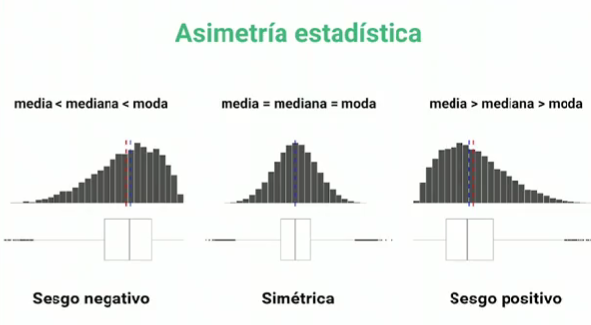 Asimetría estadística
media < mediana < moda
media = mediana = moda
media > mediana > moda
Sesgo negativo
Simétrica
Sesgo positivo